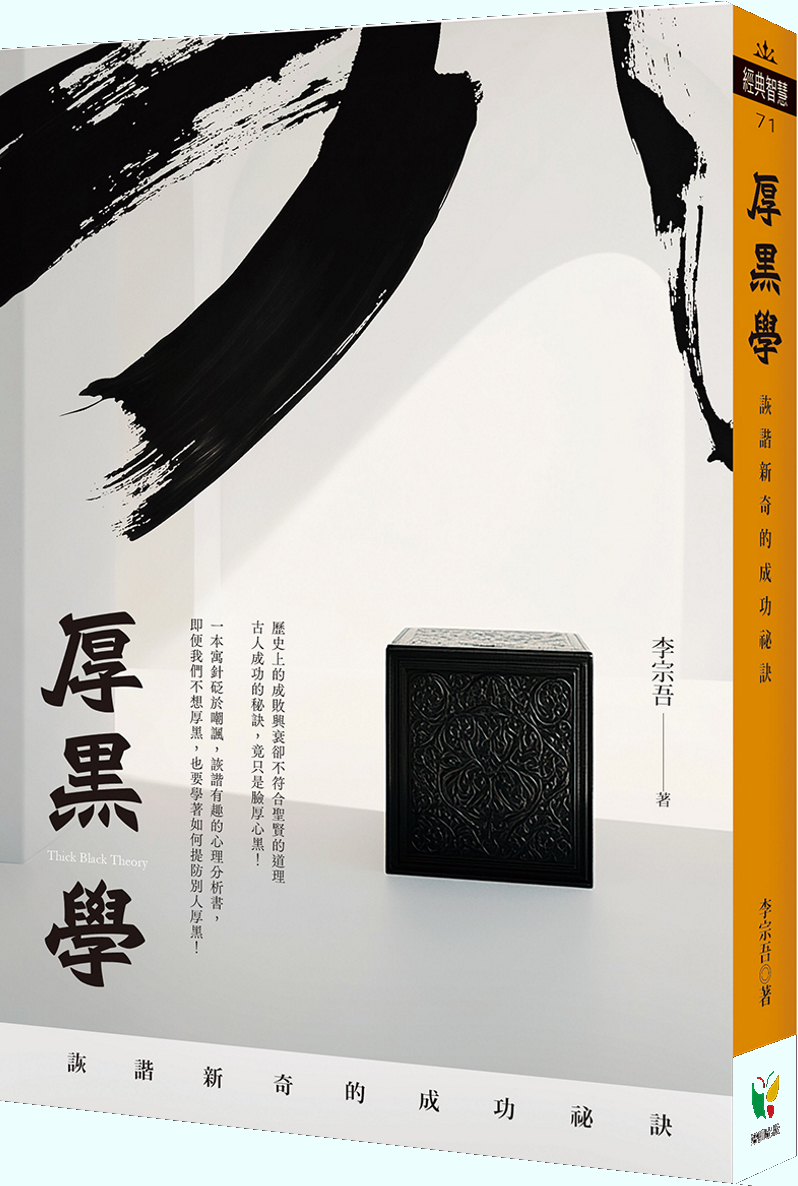 厚黑學
Thick Black Theory
歷史上的成敗興衰卻不符合聖賢的道理
古人成功的秘訣，竟只是臉厚心黑！
一本寓針砭於嘲諷，詼諧有趣的心理分析書，
即便我們不想厚黑，也要學著如何提防別人厚黑！
李宗吾 著
詼諧新奇的成功祕訣
經典智慧
71
厚黑學
詼諧新奇的成功祕訣
李宗吾◎著